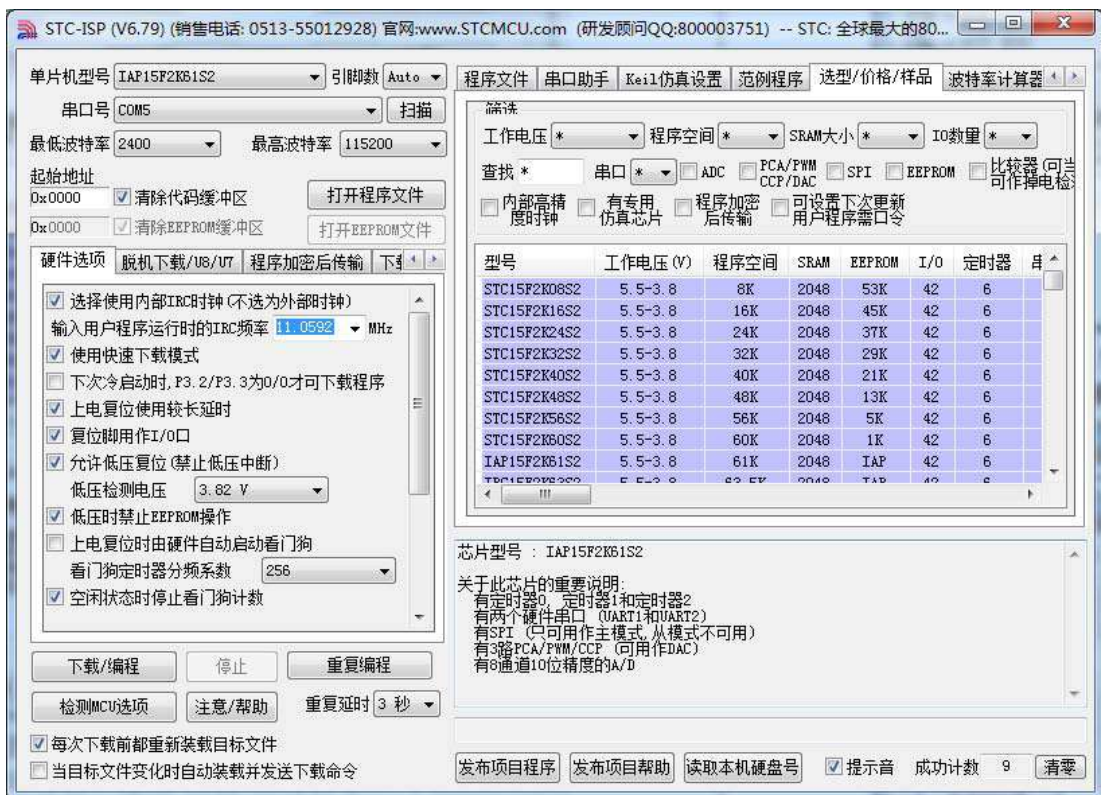 STC-ISP (V6.79) (销售电话: 0513-55012928) 官网:www.STCMCU.com (研发顾问QQ:800003751) -- STC: 全球最大的80...
单片机型号 IAP15F2K61S2 引脚数 Auto
串口号 COM5 扫描
最低波特率 2400 最高波特率 115200
起始地址
0x0000 清除代码缓冲区 打开程序文件
0x0000 清除EEPROM缓冲区 打开EEPROM文件
硬件选项 脱机下载/U8/U7 程序加密后传输
选择使用内部IRC时钟(不选为外部时钟)
输入用户程序运行时的IRC频率 11.0592 MHz
使用快速下载模式
下次冷启动时,P3.2/P3.3为0/0才可下载程序
上电复位使用较长延时
复位脚用作I/O口
允许低压复位(禁止低压中断)
低压检测电压 3.82 V
低压时禁止EEPROM操作
上电复位时由硬件自动启动看门狗
看门狗定时器分频系数 256
空闲状态时停止看门狗计数
下载/编程 停止 重复编程
检测MCU选项 注意/帮助 重复延时 3 秒
每次下载前都重新装载目标文件
当目标文件变化时自动装载并发送下载命令
程序文件 串口助手 Keil仿真设置 范例程序 选型/价格/样品 波特率计算器
筛选
工作电压 * 程序空间 * SRAM大小 * IO数量 *
查找 * 串口 * ADC PCA/PWM CCP/DAC SPI EEPROM 比较器(可当 可作掉电检
内部高精度时钟 有专用仿真芯片 程序加密后传输 可设置下次更新用户程序需口令
型号 工作电压(V) 程序空间 SRAM EEPROM I/O 定时器
STC15F2K08S2 5.5-3.8 8K 2048 53K 42 6
STC15F2K16S2 5.5-3.8 16K 2048 45K 42 6
STC15F2K24S2 5.5-3.8 24K 2048 37K 42 6
STC15F2K32S2 5.5-3.8 32K 2048 29K 42 6
STC15F2K40S2 5.5-3.8 40K 2048 21K 42 6
STC15F2K48S2 5.5-3.8 48K 2048 13K 42 6
STC15F2K56S2 5.5-3.8 56K 2048 5K 42 6
STC15F2K60S2 5.5-3.8 60K 2048 1K 42 6
IAP15F2K61S2 5.5-3.8 61K 2048 IAP 42 6
芯片型号 : IAP15F2K61S2
关于此芯片的重要说明:
有定时器0, 定时器1和定时器2
有两个硬件串口 (UART1和UART2)
有SPI (只可用作主模式,从模式不可用)
有3路PCA/PWM/CCP (可用作DAC)
有8通道10位精度的A/D
发布项目程序 发布项目帮助 读取本机硬盘号 提示音 成功计数 9 清零